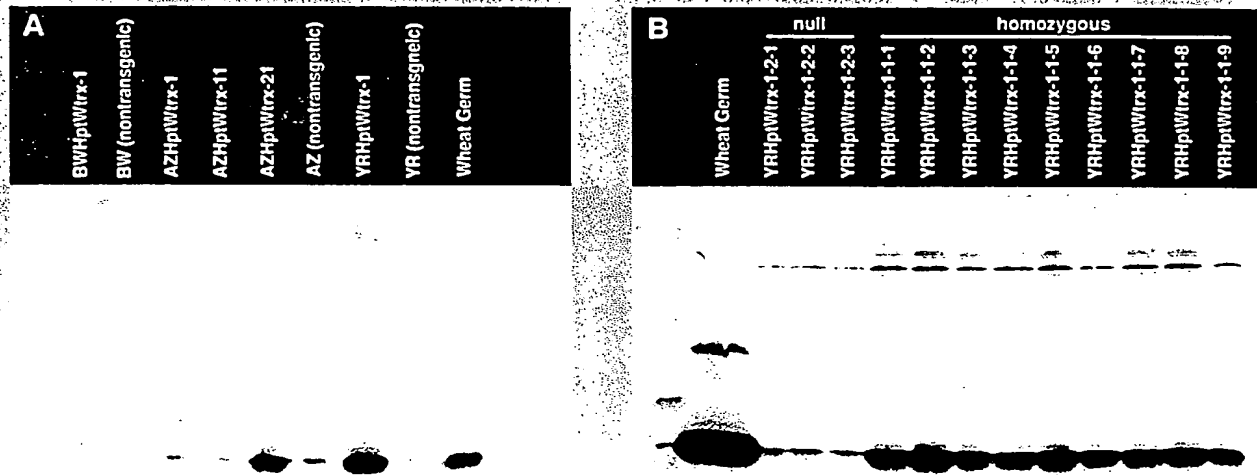 A
BWHptWtrx-1
BW (nontransgenic)
AZHptWtrx-1
AZHptWtrx-11
AZHptWtrx-21
AZ (nontransgenic)
YRHptWtrx-1
YR (nontransgneic)
Wheat Germ
B
null
homozygous
Wheat Germ
YRHptWtrx-1-2-1
YRHptWtrx-1-2-2
YRHptWtrx-1-2-3
YRHptWtrx-1-1-1
YRHptWtrx-1-1-2
YRHptWtrx-1-1-3
YRHptWtrx-1-1-4
YRHptWtrx-1-1-5
YRHptWtrx-1-1-6
YRHptWtrx-1-1-7
YRHptWtrx-1-1-8
YRHptWtrx-1-1-9